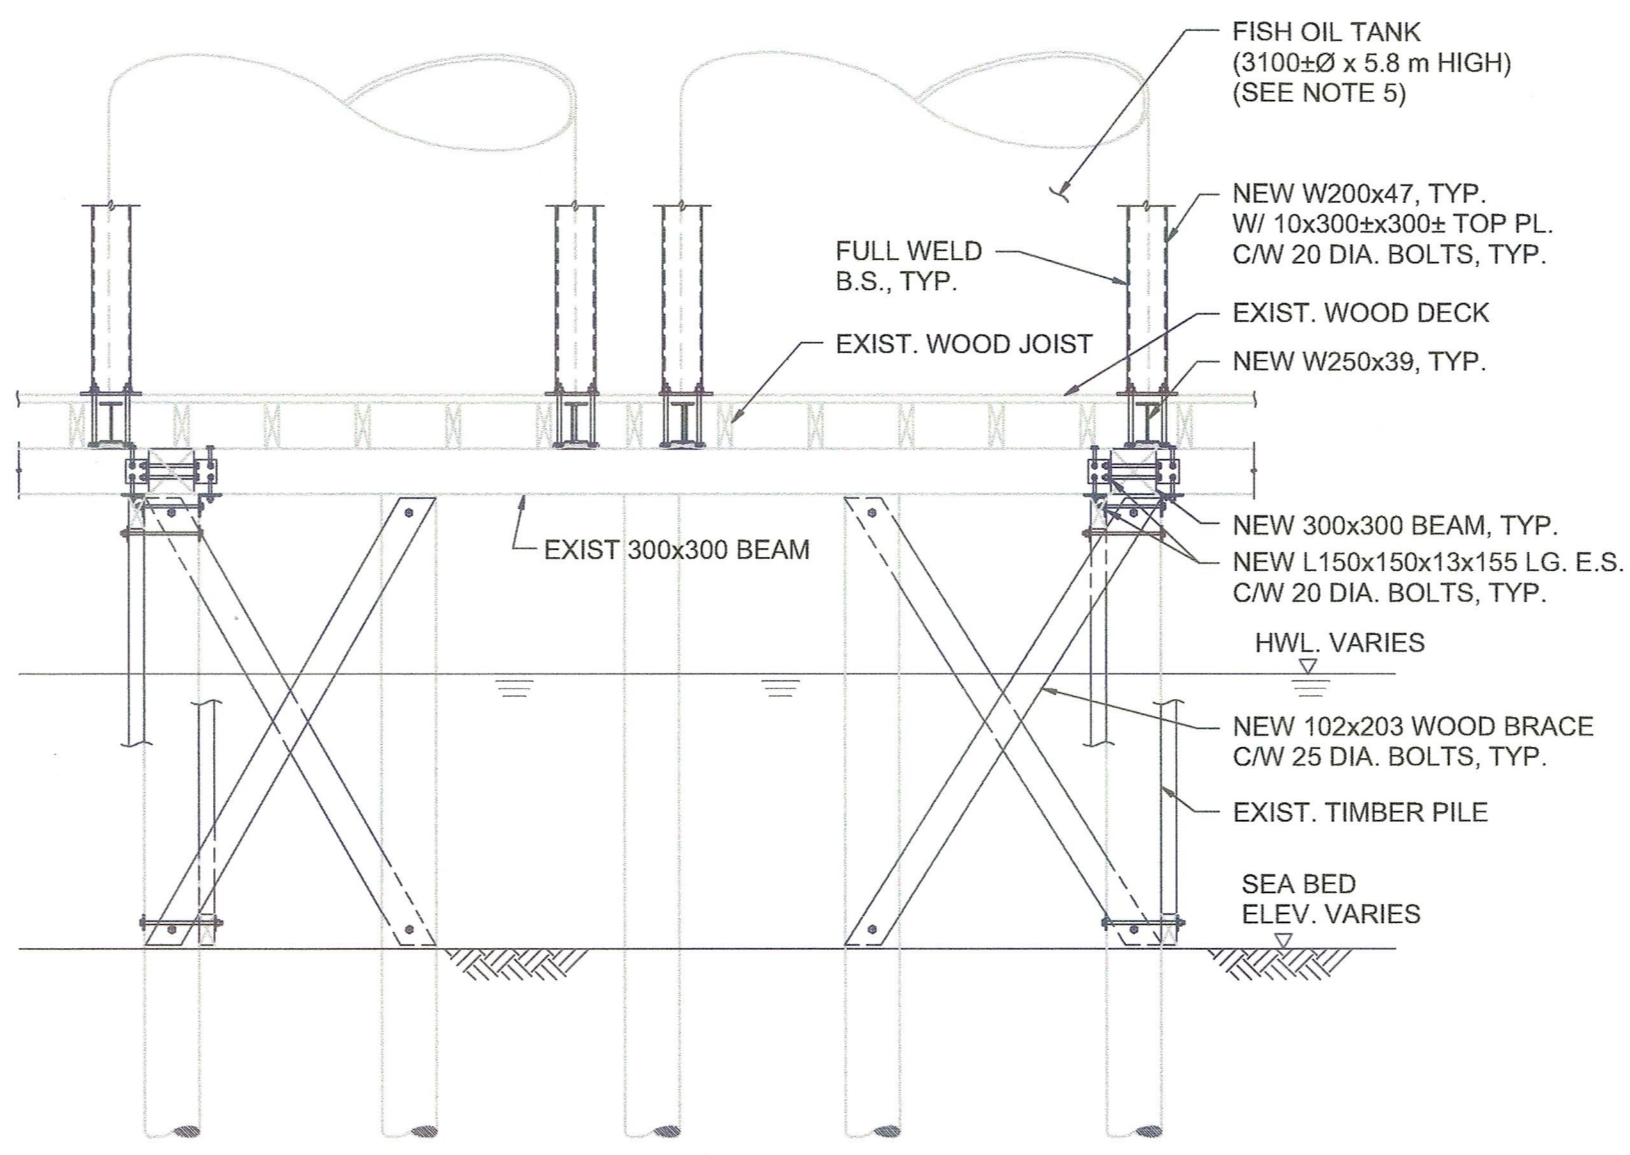 FISH OIL TANK
(3100±Ø x 5.8 m HIGH)
(SEE NOTE 5)
NEW W200x47, TYP.
W/ 10x300±x300± TOP PL.
C/W 20 DIA. BOLTS, TYP.
FULL WELD
B.S., TYP.
EXIST. WOOD DECK
EXIST. WOOD JOIST
NEW W250x39, TYP.
NEW 300x300 BEAM, TYP.
EXIST 300x300 BEAM
NEW L150x150x13x155 LG. E.S.
C/W 20 DIA. BOLTS, TYP.
HWL. VARIES
NEW 102x203 WOOD BRACE
C/W 25 DIA. BOLTS, TYP.
EXIST. TIMBER PILE
SEA BED
ELEV. VARIES